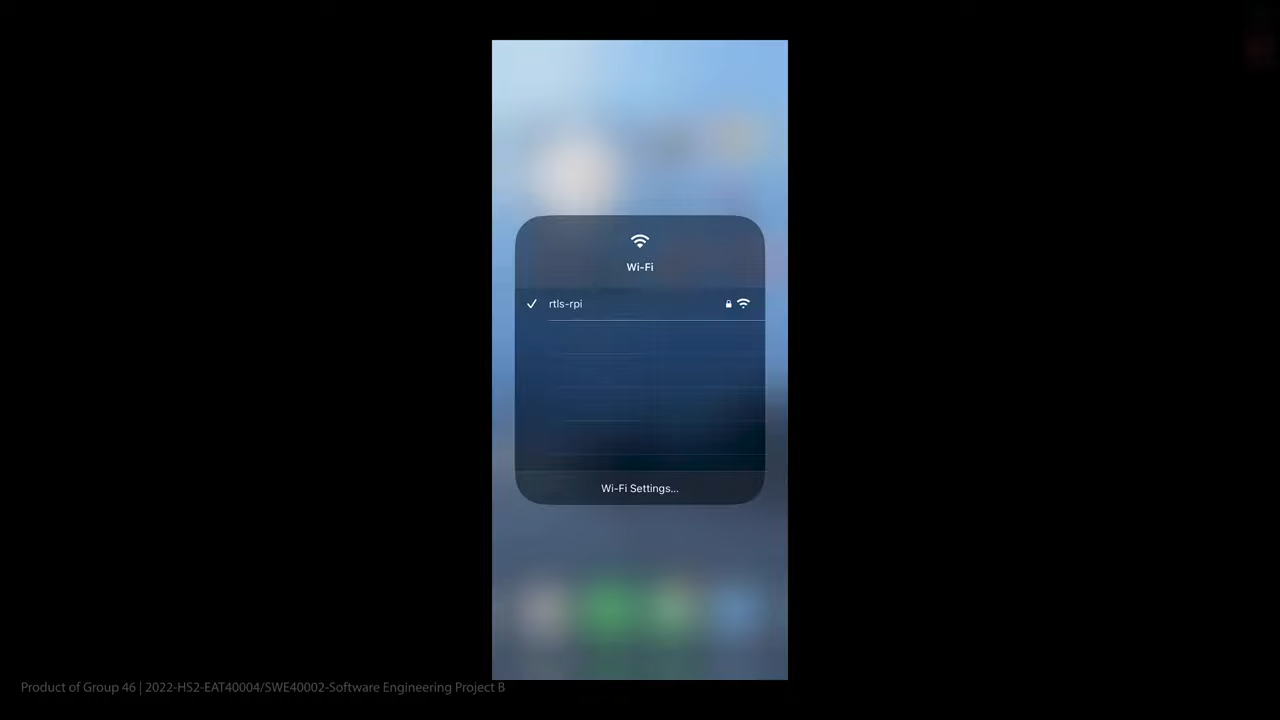 Wi-Fi
rtls-rpi
Wi-Fi Settings...
Product of Group 46 | 2022-HS2-EAT40004/SWE40002-Software Engineering Project B